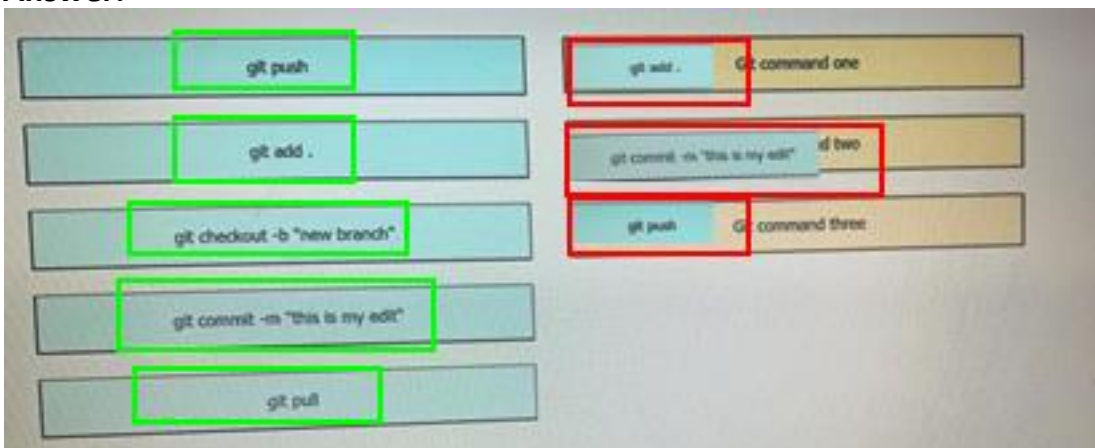 git push
git add .
git checkout -b "new branch"
git commit -m "this is my edit"
git pull
git add . Git command one
git commit -m "this is my edit" d two
git push Git command three